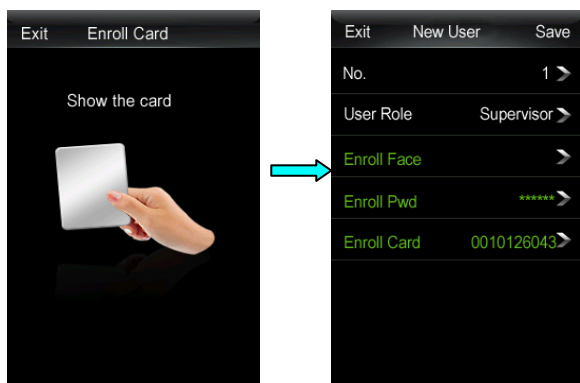 Exit Enroll Card
Show the card
Exit New User Save
No. 1
User Role Supervisor
Enroll Face
Enroll Pwd ******
Enroll Card 0010126043